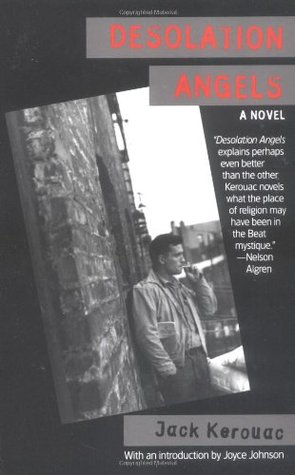 DESOLATION
ANGELS
A NOVEL
"Desolation Angels
explains perhaps
even better
than the other
Kerouac novels
what the place
of religion may
have been in
the Beat
mystique."
—Nelson
Algren
Jack Kerouac
With an introduction by Joyce Johnson